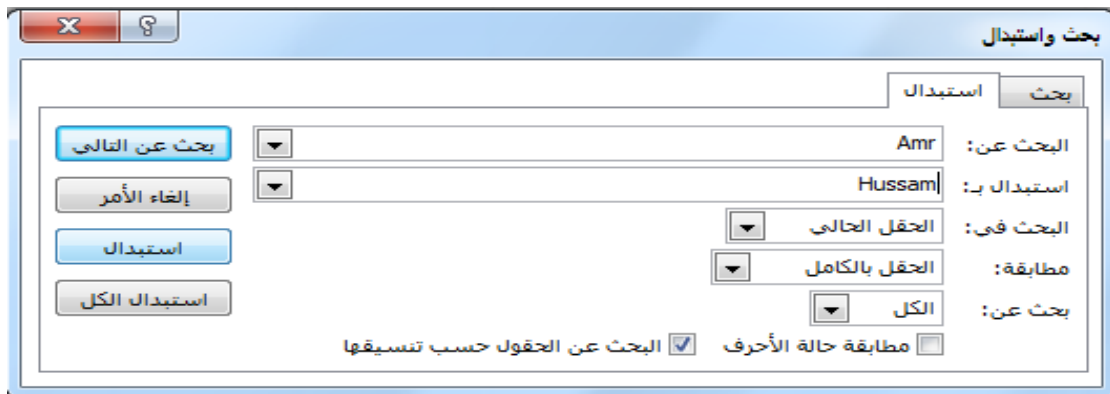 بحث واستبدال
بحث استبدال
البحث عن: Amr بحث عن التالي
استبدال بـ: Hussam إلغاء الأمر
البحث في: الحقل الحالي استبدال
مطابقة: الحقل بالكامل استبدال الكل
بحث عن: الكل
مطابقة حالة الأحرف البحث عن الحقول حسب تنسيقها